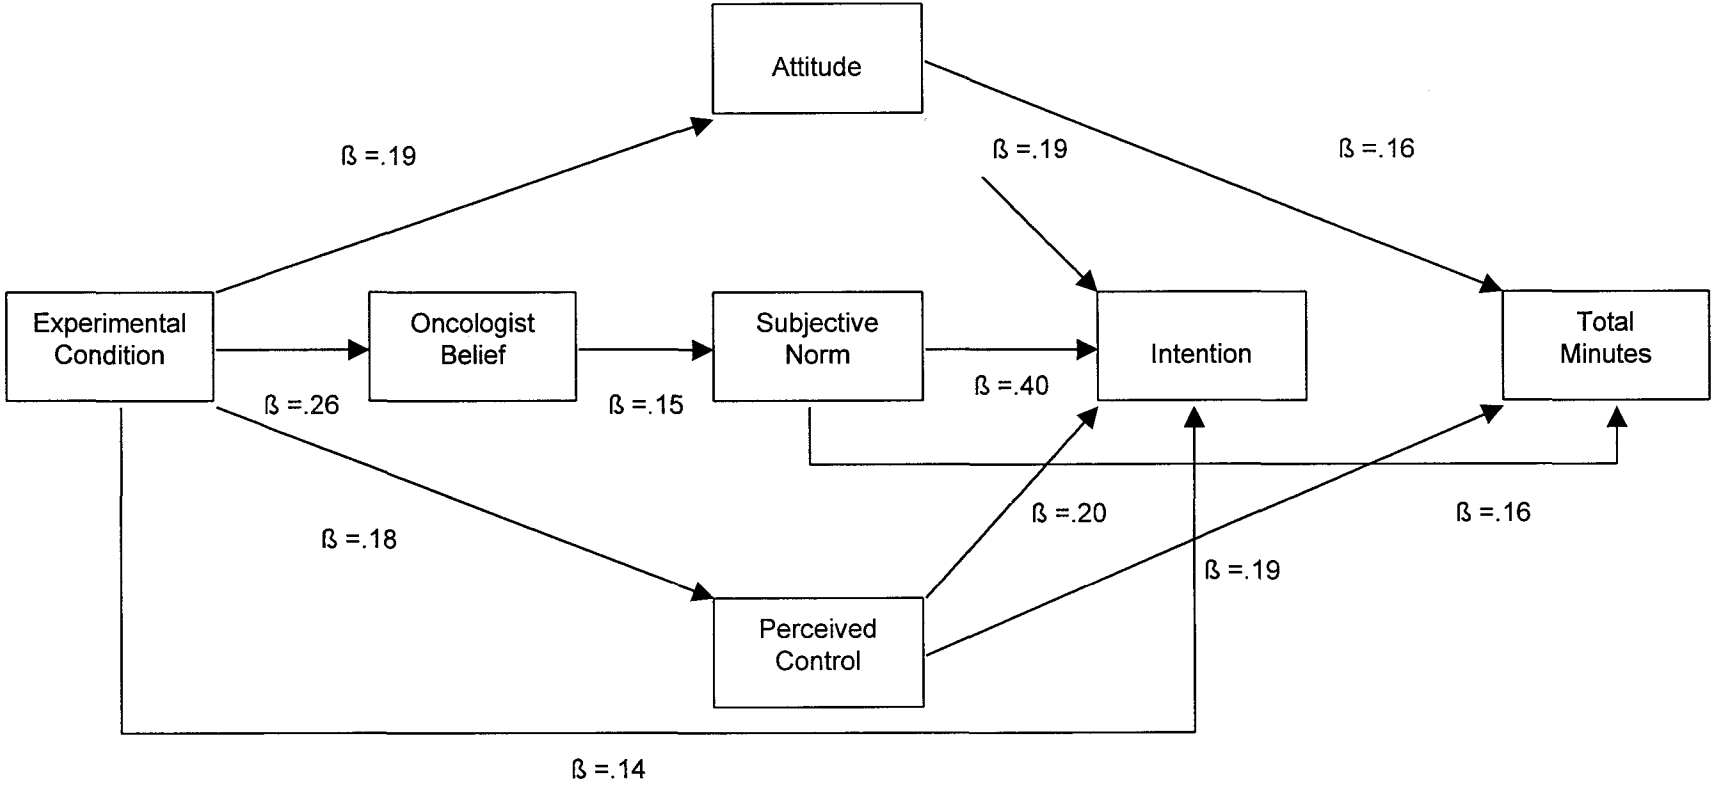 Attitude
ß =.19
ß =.19
ß =.16
Experimental
Condition
Oncologist
Belief
Subjective
Norm
Intention
Total
Minutes
ß =.26
ß =.15
ß =.40
ß =.18
ß =.20
ß =.16
ß =.19
Perceived
Control
ß =.14